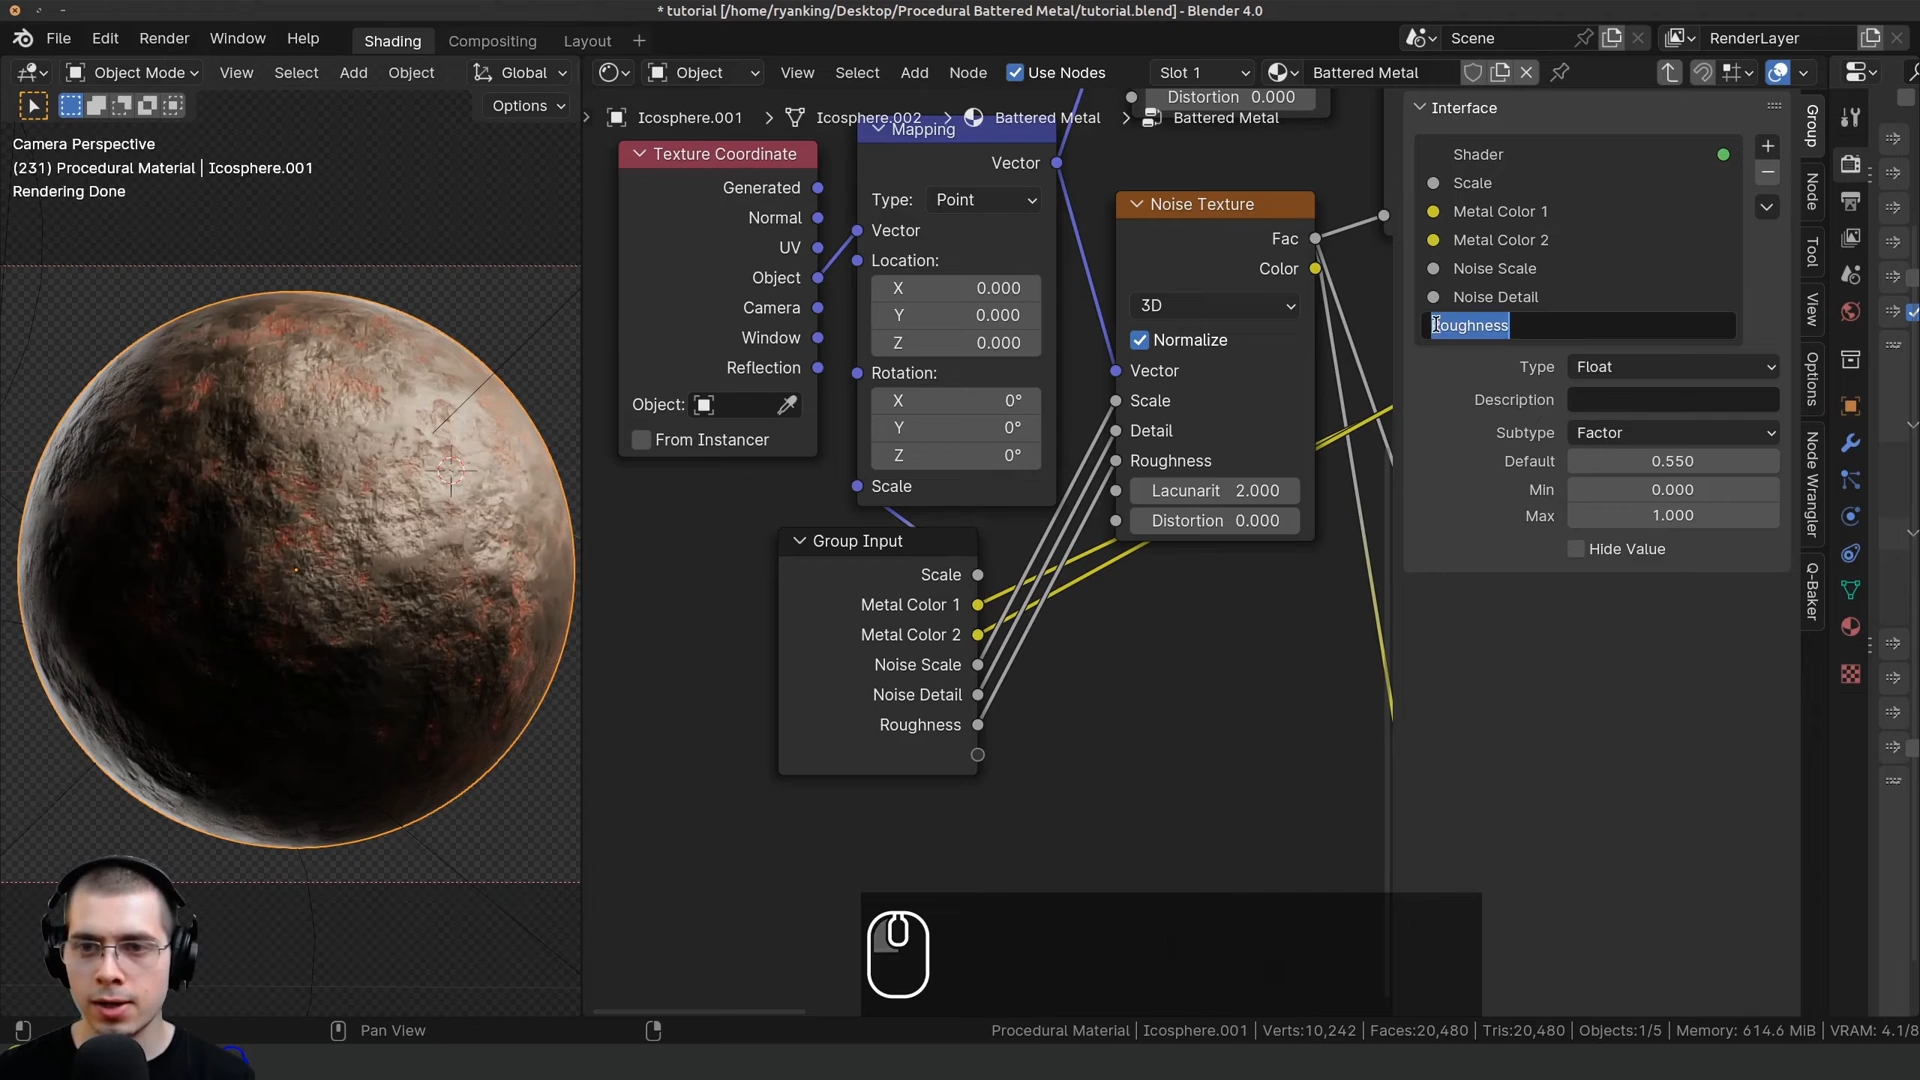 * tutorial [/home/ryanking/Desktop/Procedural Battered Metal/tutorial.blend] - Blender 4.0
File Edit Render Window Help Shading Compositing Layout + Scene RenderLayer
Object Mode View Select Add Object Global Object View Select Add Node Use Nodes Slot 1 Battered Metal
Options
Icosphere.001 > Icosphere.002 > Battered Metal > Battered Metal
Camera Perspective
(231) Procedural Material | Icosphere.001
Rendering Done
Texture Coordinate
Generated
Normal
UV
Object
Camera
Window
Reflection
Object:
From Instancer
Mapping
Vector
Type: Point
Vector
Location:
X 0.000
Y 0.000
Z 0.000
Rotation:
X 0°
Y 0°
Z 0°
Scale
Group Input
Scale
Metal Color 1
Metal Color 2
Noise Scale
Noise Detail
Roughness
Distortion 0.000
Noise Texture
Fac
Color
3D
Normalize
Vector
Scale
Detail
Roughness
Lacunarit 2.000
Distortion 0.000
Interface
Shader
Scale
Metal Color 1
Metal Color 2
Noise Scale
Noise Detail
Roughness
Type Float
Description
Subtype Factor
Default 0.550
Min 0.000
Max 1.000
Hide Value
Group
Node
Tool
View
Options
Node Wrangler
Q-Baker
Pan View
Procedural Material | Icosphere.001 | Verts:10,242 | Faces:20,480 | Tris:20,480 | Objects:1/5 | Memory: 614.6 MiB | VRAM: 4.1/8